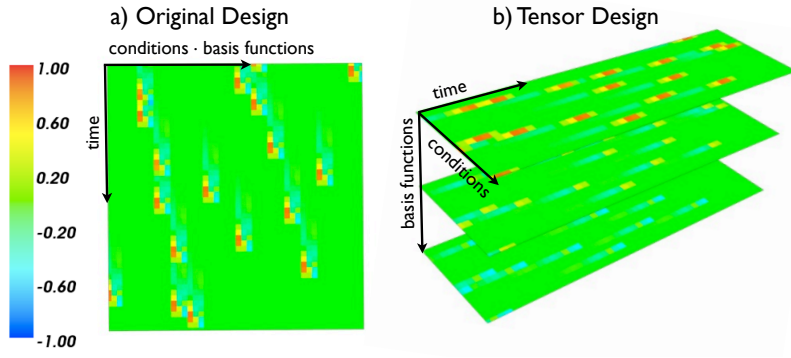 a) Original Design
b) Tensor Design
conditions · basis functions
time
1.00
0.60
0.20
-0.20
-0.60
-1.00
time
conditions
basis functions